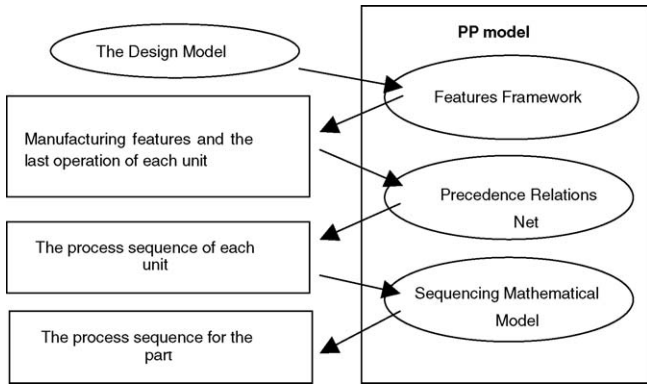 PP model
The Design Model
Features Framework
Manufacturing features and the
last operation of each unit
Precedence Relations
Net
The process sequence of each
unit
Sequencing Mathematical
Model
The process sequence for the
part